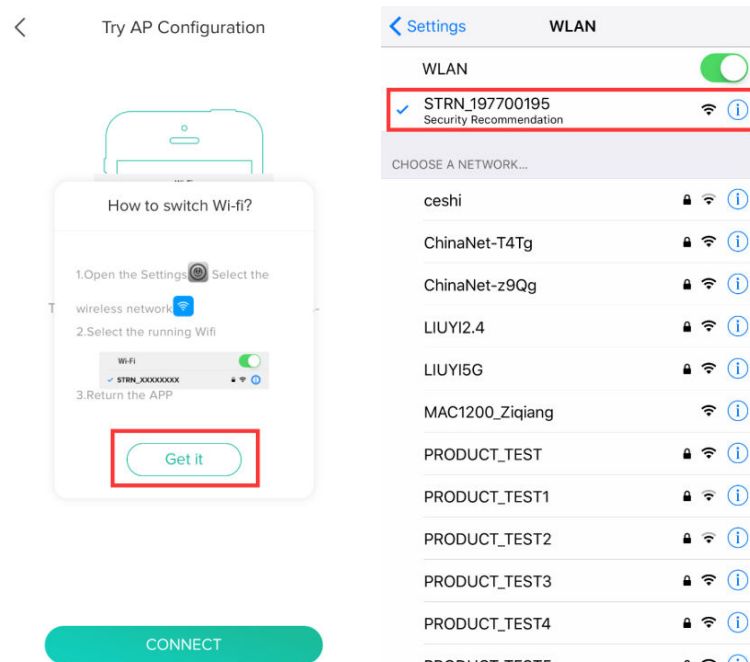 Try AP Configuration
How to switch Wi-fi?
1.Open the Settings Select the
wireless network
2.Select the running Wifi
Wi-Fi
STRN_XXXXXXXX
3.Return the APP
Get it
CONNECT
Settings
WLAN
WLAN
STRN_197700195
Security Recommendation
CHOOSE A NETWORK...
ceshi
ChinaNet-T4Tg
ChinaNet-z9Qg
LIUYI2.4
LIUYI5G
MAC1200_Ziqiang
PRODUCT_TEST
PRODUCT_TEST1
PRODUCT_TEST2
PRODUCT_TEST3
PRODUCT_TEST4